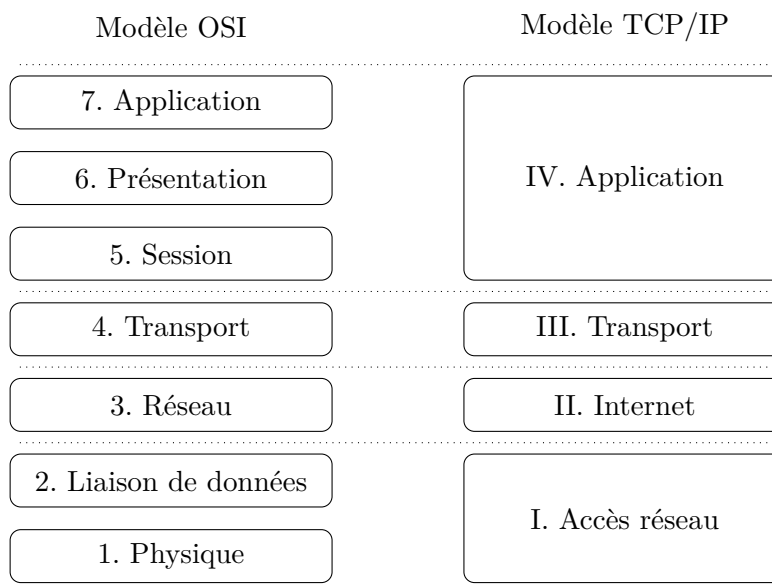 Modèle OSI
Modèle TCP/IP
7. Application
6. Présentation
5. Session
4. Transport
3. Réseau
2. Liaison de données
1. Physique
IV. Application
III. Transport
II. Internet
I. Accès réseau